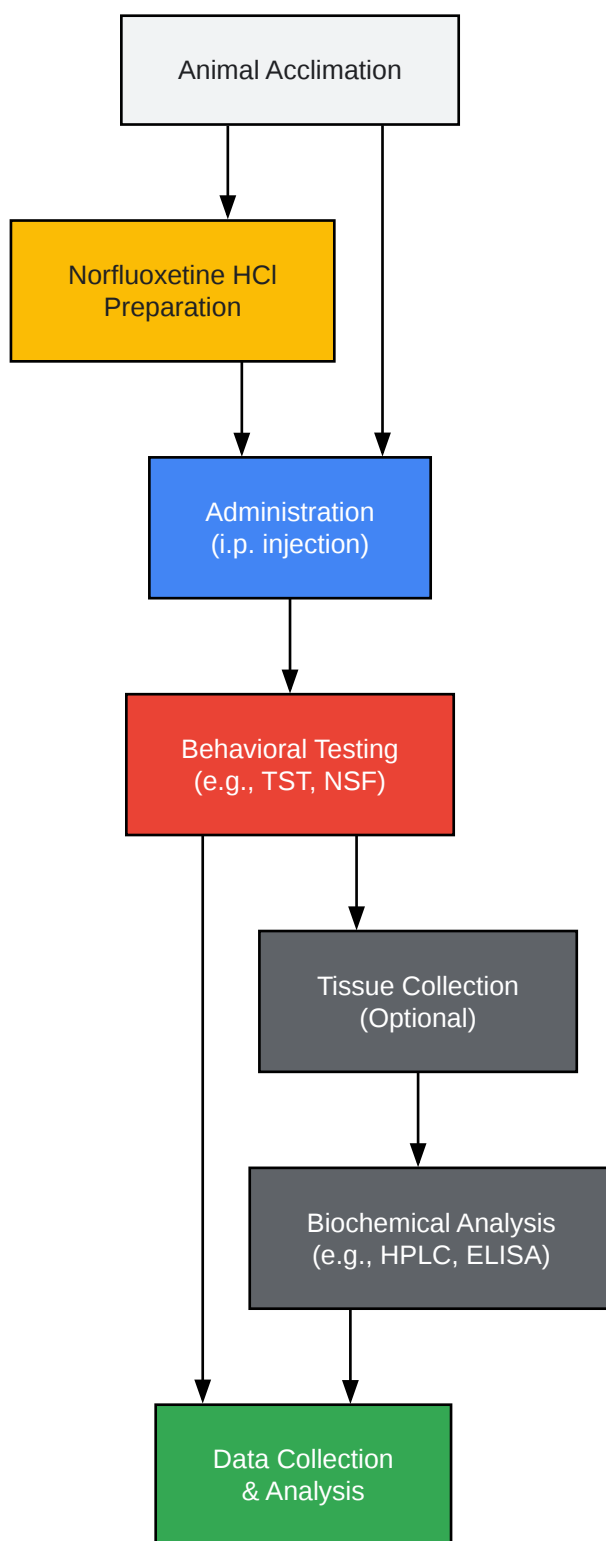 Animal Acclimation
Norfluoxetine HCl
Preparation
Administration
(i.p. injection)
Behavioral Testing
(e.g., TST, NSF)
Tissue Collection
(Optional)
Biochemical Analysis
(e.g., HPLC, ELISA)
Data Collection
& Analysis